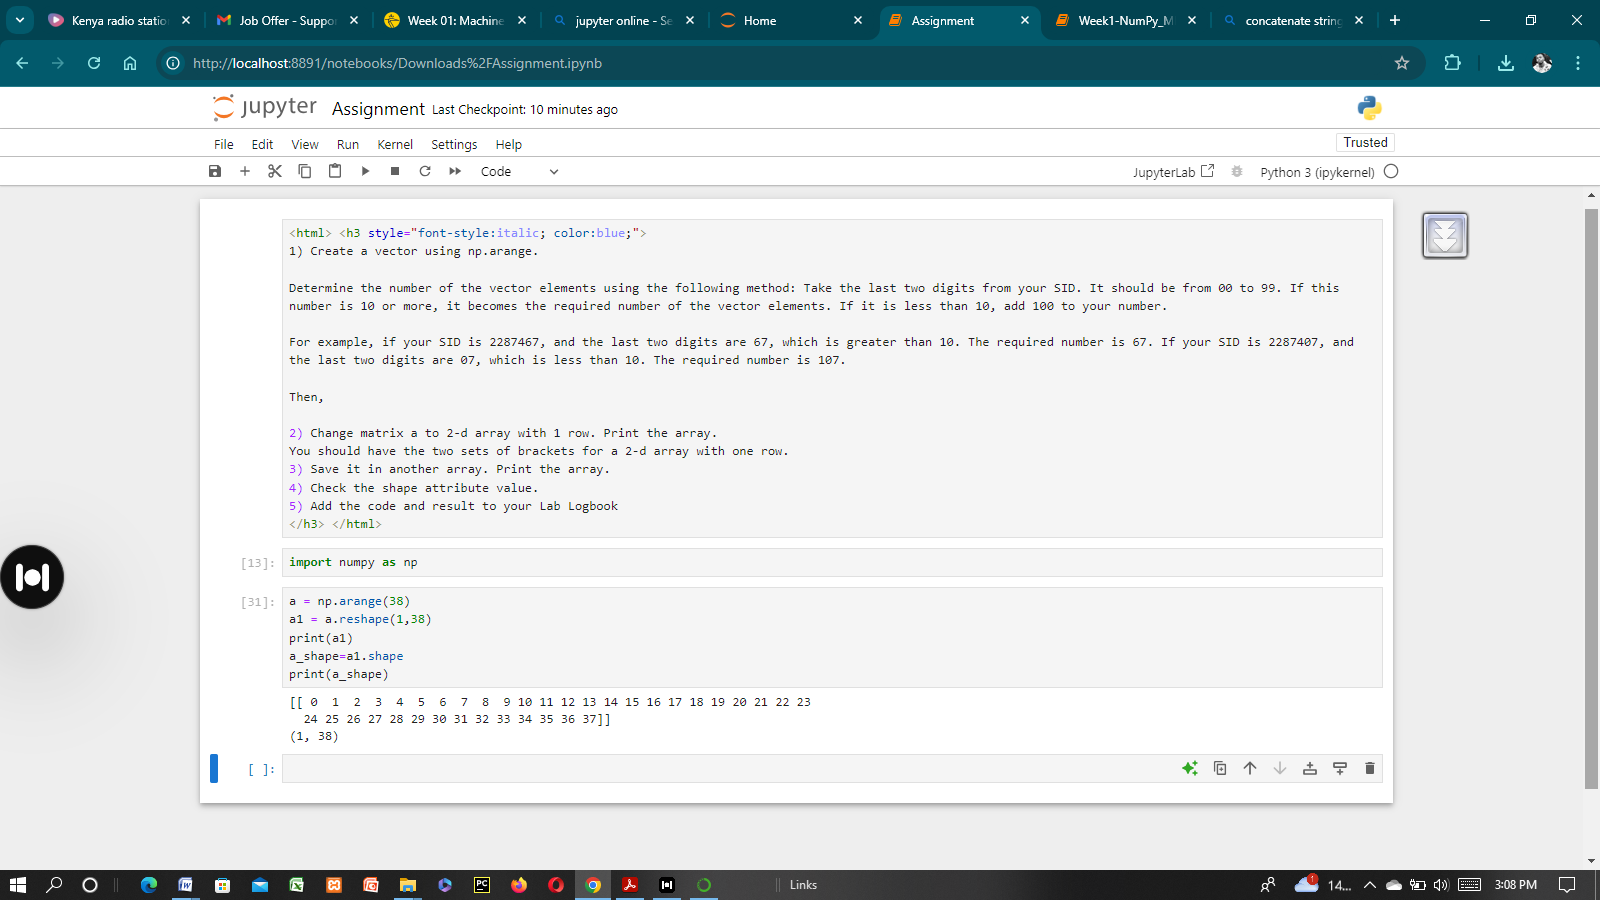 Kenya radio statio
Job Offer - Suppo
Week 01: Machine
jupyter online - Se
Home
Assignment
Week1-NumPy_M
concatenate string
http://localhost:8891/notebooks/Downloads%2FAssignment.ipynb
jupyter Assignment Last Checkpoint: 10 minutes ago
File Edit View Run Kernel Settings Help
Trusted
Code
JupyterLab
Python 3 (ipykernel)
<html> <h3 style="font-style:italic; color:blue;">
1) Create a vector using np.arange.
Determine the number of the vector elements using the following method: Take the last two digits from your SID. It should be from 00 to 99. If this
number is 10 or more, it becomes the required number of the vector elements. If it is less than 10, add 100 to your number.
For example, if your SID is 2287467, and the last two digits are 67, which is greater than 10. The required number is 67. If your SID is 2287407, and
the last two digits are 07, which is less than 10. The required number is 107.
Then,
2) Change matrix a to 2-d array with 1 row. Print the array.
You should have the two sets of brackets for a 2-d array with one row.
3) Save it in another array. Print the array.
4) Check the shape attribute value.
5) Add the code and result to your Lab Logbook
</h3> </html>
[13]: import numpy as np
[31]: a = np.arange(38)
a1 = a.reshape(1,38)
print(a1)
a_shape=a1.shape
print(a_shape)
[[ 0 1 2 3 4 5 6 7 8 9 10 11 12 13 14 15 16 17 18 19 20 21 22 23
24 25 26 27 28 29 30 31 32 33 34 35 36 37]]
(1, 38)
[ ]:
Links
14...
3:08 PM